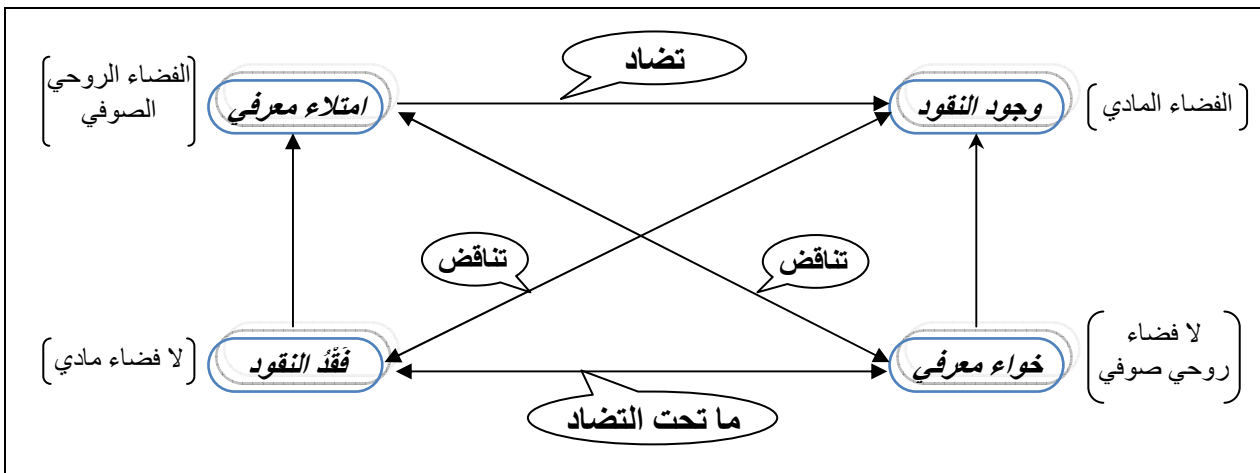 تضاد
وجود النقود
الفضاء المادي
امتلاء معرفي
الفضاء الروحي
الصوفي
تناقض
تناقض
خواء معرفي
لا فضاء
روحي صوفي
فَقْدُ النقود
لا فضاء مادي
ما تحت التضاد